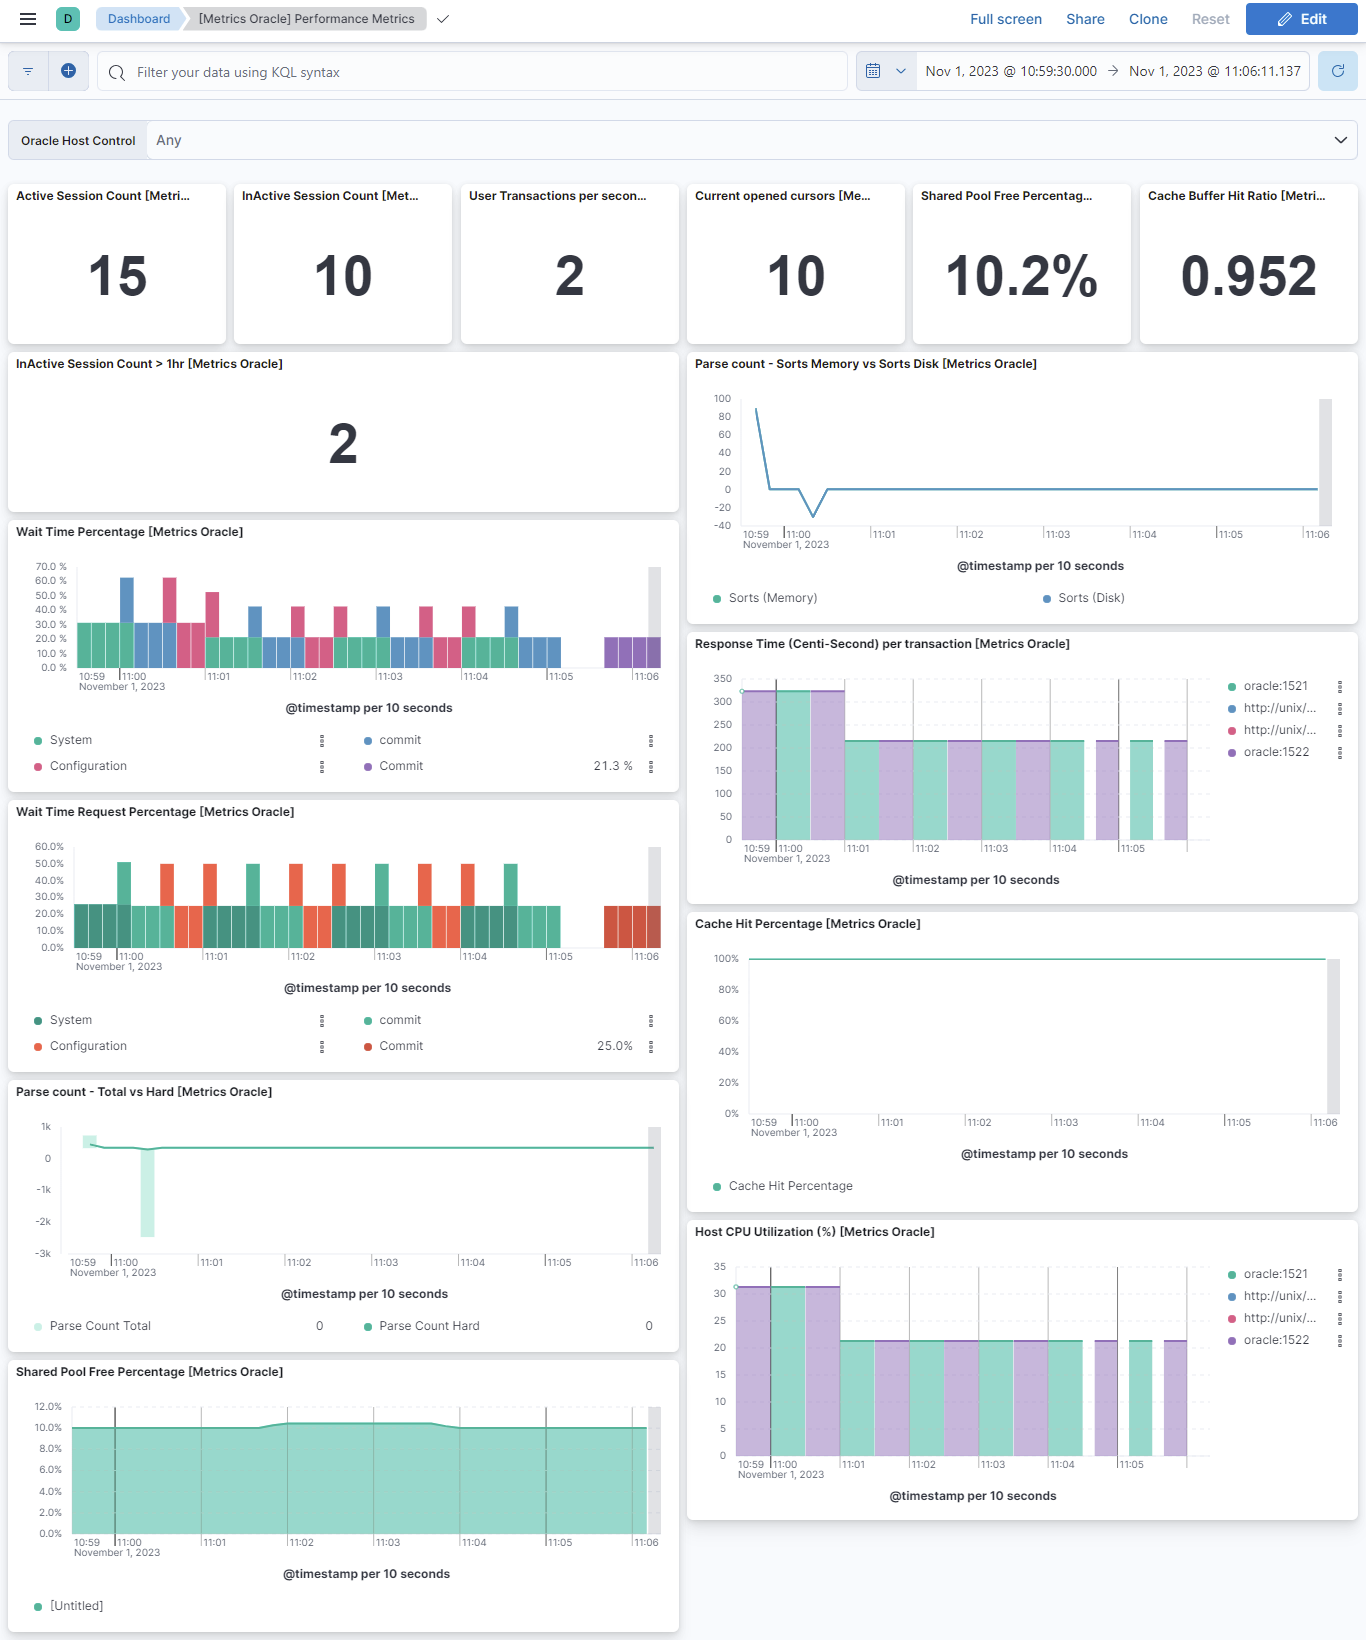 D Dashboard [Metrics Oracle] Performance Metrics Full screen Share Clone Reset Edit
Filter your data using KQL syntax Nov 1, 2023 @ 10:59:30.000 → Nov 1, 2023 @ 11:06:11.137
Oracle Host Control Any
Active Session Count [Metri...
15
InActive Session Count [Met...
10
User Transactions per secon...
2
Current opened cursors [Me...
10
Shared Pool Free Percentag...
10.2%
Cache Buffer Hit Ratio [Metri...
0.952
InActive Session Count > 1hr [Metrics Oracle]
2
Parse count - Sorts Memory vs Sorts Disk [Metrics Oracle]
100
80
60
40
20
0
-20
-40
10:59 11:00 11:01 11:02 11:03 11:04 11:05 11:06
November 1, 2023
@timestamp per 10 seconds
Sorts (Memory) Sorts (Disk)
Wait Time Percentage [Metrics Oracle]
70.0 %
60.0 %
50.0 %
40.0 %
30.0 %
20.0 %
10.0 %
0.0 %
10:59 11:00 11:01 11:02 11:03 11:04 11:05 11:06
November 1, 2023
@timestamp per 10 seconds
System commit
Configuration Commit 21.3 %
Response Time (Centi-Second) per transaction [Metrics Oracle]
350
300
250
200
150
100
50
0
10:59 11:00 11:01 11:02 11:03 11:04 11:05
November 1, 2023
@timestamp per 10 seconds
oracle:1521
http://unix/...
http://unix/...
oracle:1522
Wait Time Request Percentage [Metrics Oracle]
60.0%
50.0%
40.0%
30.0%
20.0%
10.0%
0.0%
10:59 11:00 11:01 11:02 11:03 11:04 11:05 11:06
November 1, 2023
@timestamp per 10 seconds
System commit
Configuration Commit 25.0%
Cache Hit Percentage [Metrics Oracle]
100%
80%
60%
40%
20%
0%
10:59 11:00 11:01 11:02 11:03 11:04 11:05 11:06
November 1, 2023
@timestamp per 10 seconds
Cache Hit Percentage
Parse count - Total vs Hard [Metrics Oracle]
1k
0
-1k
-2k
-3k
10:59 11:00 11:01 11:02 11:03 11:04 11:05 11:06
November 1, 2023
@timestamp per 10 seconds
Parse Count Total 0 Parse Count Hard 0
Host CPU Utilization (%) [Metrics Oracle]
35
30
25
20
15
10
5
0
10:59 11:00 11:01 11:02 11:03 11:04 11:05
November 1, 2023
@timestamp per 10 seconds
oracle:1521
http://unix/...
http://unix/...
oracle:1522
Shared Pool Free Percentage [Metrics Oracle]
12.0%
10.0%
8.0%
6.0%
4.0%
2.0%
0.0%
10:59 11:00 11:01 11:02 11:03 11:04 11:05 11:06
November 1, 2023
@timestamp per 10 seconds
[Untitled]